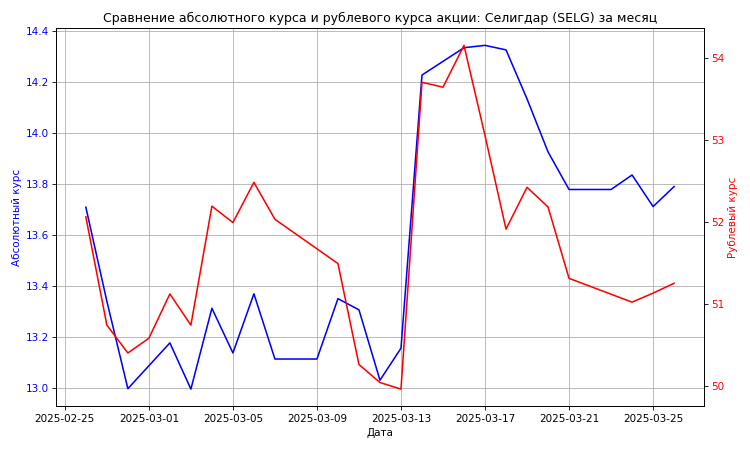 Сравнение абсолютного курса и рублевого курса акции: Селигдар (SELG) за месяц
Абсолютный курс
14.4
14.2
14.0
13.8
13.6
13.4
13.2
13.0
54
53
52
51
50
Рублевый курс
2025-02-25 2025-03-01 2025-03-05 2025-03-09 2025-03-13 2025-03-17 2025-03-21 2025-03-25
Дата